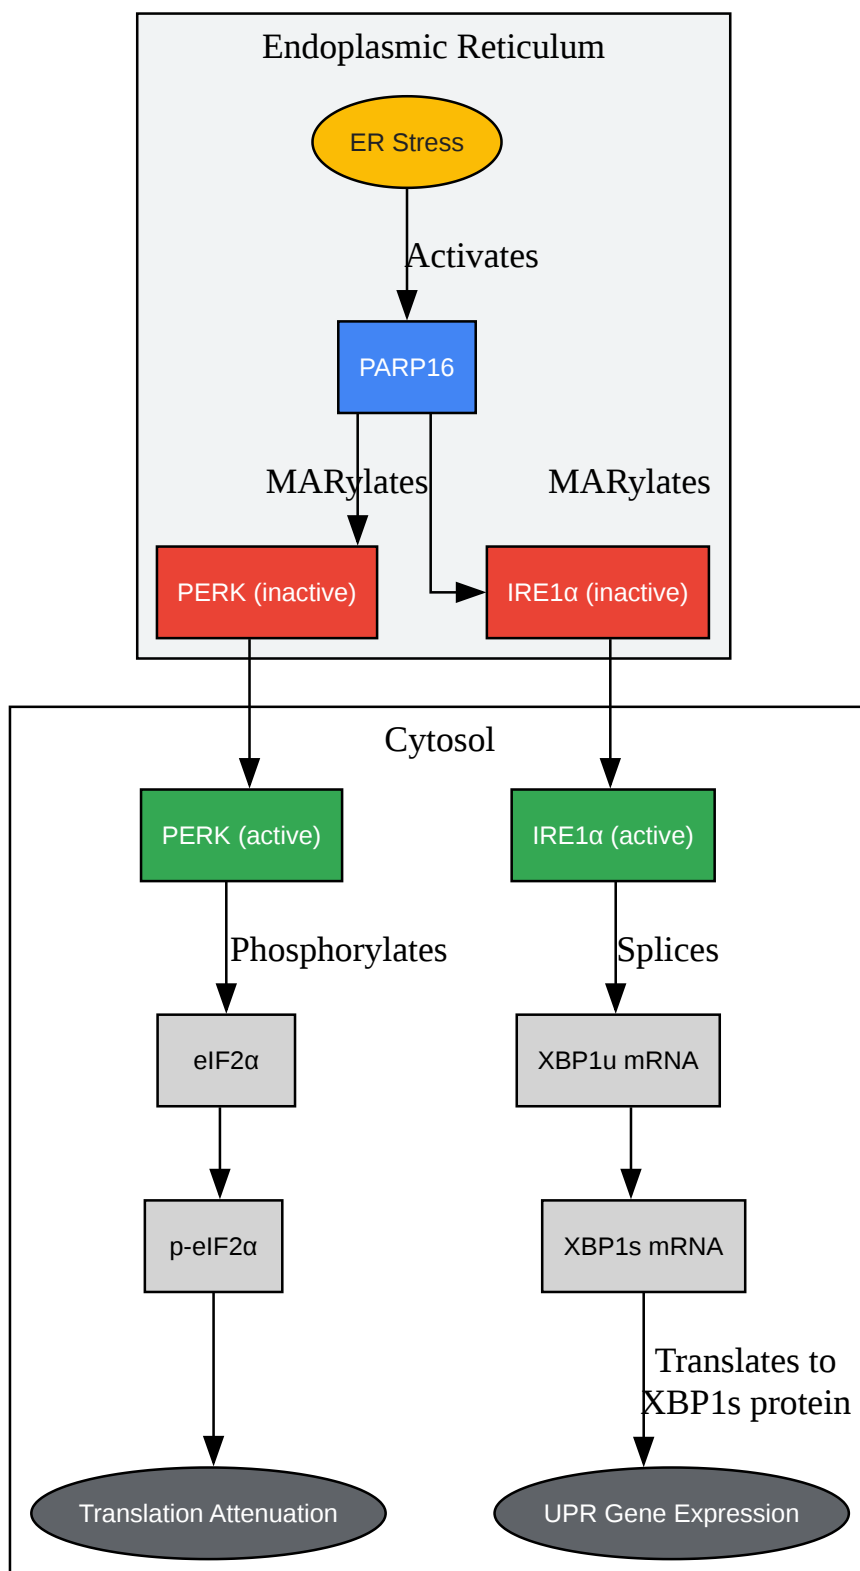 Endoplasmic Reticulum
ER Stress
Activates
PARP16
MARylates
MARylates
PERK (inactive)
IRE1α (inactive)
Cytosol
PERK (active)
IRE1α (active)
Phosphorylates
Splices
eIF2α
XBP1u mRNA
p-eIF2α
XBP1s mRNA
Translates to
XBP1s protein
Translation Attenuation
UPR Gene Expression